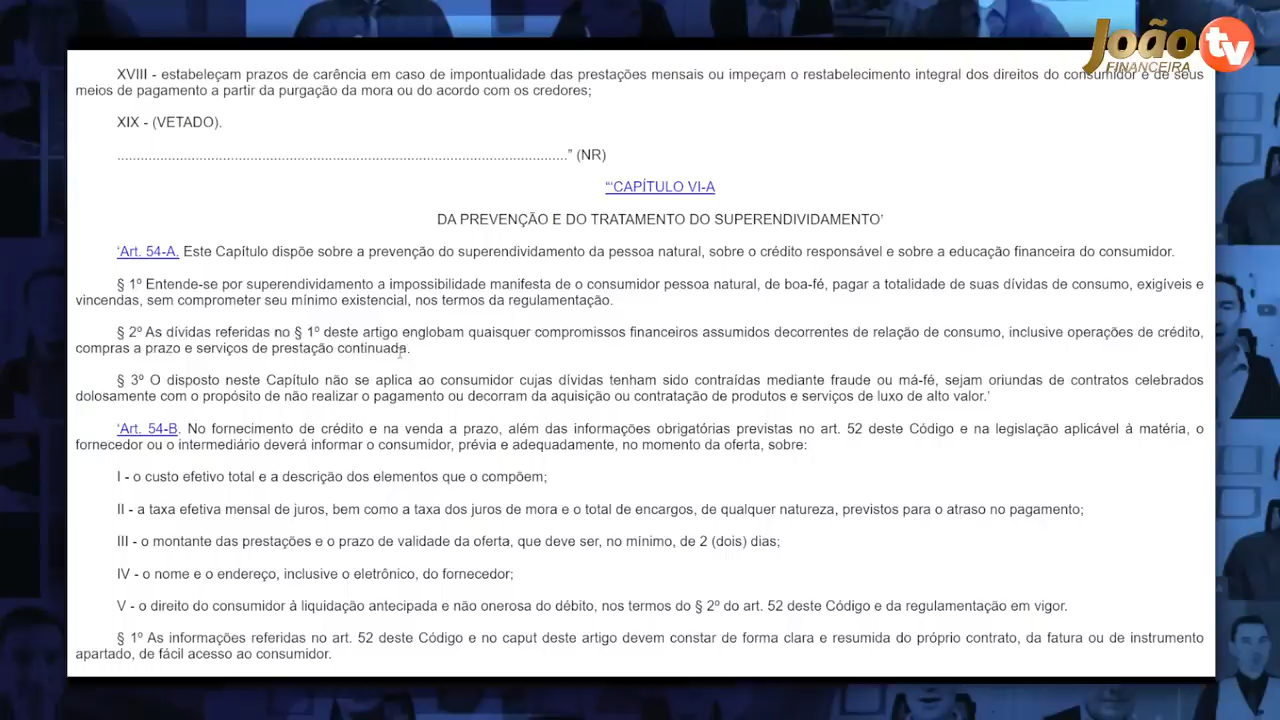 João tv
FINANCEIRA
XVIII - estabeleçam prazos de carência em caso de impontualidade das prestações mensais ou impeçam o restabelecimento integral dos direitos do consumidor e de seus
meios de pagamento a partir da purgação da mora ou do acordo com os credores;
XIX - (VETADO).
..................................................................................................................." (NR)
"'CAPÍTULO VI-A
DA PREVENÇÃO E DO TRATAMENTO DO SUPERENDIVIDAMENTO'
'Art. 54-A. Este Capítulo dispõe sobre a prevenção do superendividamento da pessoa natural, sobre o crédito responsável e sobre a educação financeira do consumidor.
§ 1º Entende-se por superendividamento a impossibilidade manifesta de o consumidor pessoa natural, de boa-fé, pagar a totalidade de suas dívidas de consumo, exigíveis e
vincendas, sem comprometer seu mínimo existencial, nos termos da regulamentação.
§ 2º As dívidas referidas no § 1º deste artigo englobam quaisquer compromissos financeiros assumidos decorrentes de relação de consumo, inclusive operações de crédito,
compras a prazo e serviços de prestação continuada.
§ 3º O disposto neste Capítulo não se aplica ao consumidor cujas dívidas tenham sido contraídas mediante fraude ou má-fé, sejam oriundas de contratos celebrados
dolosamente com o propósito de não realizar o pagamento ou decorram da aquisição ou contratação de produtos e serviços de luxo de alto valor.'
'Art. 54-B. No fornecimento de crédito e na venda a prazo, além das informações obrigatórias previstas no art. 52 deste Código e na legislação aplicável à matéria, o
fornecedor ou o intermediário deverá informar o consumidor, prévia e adequadamente, no momento da oferta, sobre:
I - o custo efetivo total e a descrição dos elementos que o compõem;
II - a taxa efetiva mensal de juros, bem como a taxa dos juros de mora e o total de encargos, de qualquer natureza, previstos para o atraso no pagamento;
III - o montante das prestações e o prazo de validade da oferta, que deve ser, no mínimo, de 2 (dois) dias;
IV - o nome e o endereço, inclusive o eletrônico, do fornecedor;
V - o direito do consumidor à liquidação antecipada e não onerosa do débito, nos termos do § 2º do art. 52 deste Código e da regulamentação em vigor.
§ 1º As informações referidas no art. 52 deste Código e no caput deste artigo devem constar de forma clara e resumida do próprio contrato, da fatura ou de instrumento
apartado, de fácil acesso ao consumidor.